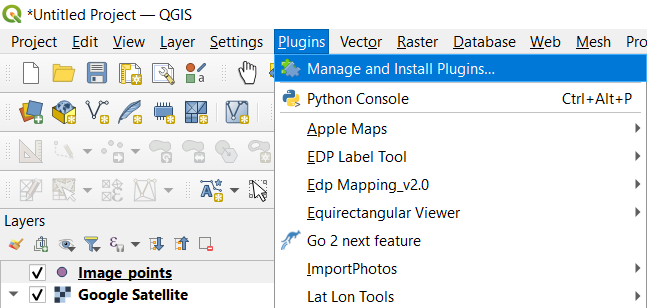 *Untitled Project — QGIS
Project Edit View Layer Settings Plugins Vector Raster Database Web Mesh Pro
Manage and Install Plugins...
Python Console Ctrl+Alt+P
Apple Maps
EDP Label Tool
Edp Mapping_v2.0
Equirectangular Viewer
Go 2 next feature
ImportPhotos
Lat Lon Tools
Layers
Image_points
Google Satellite